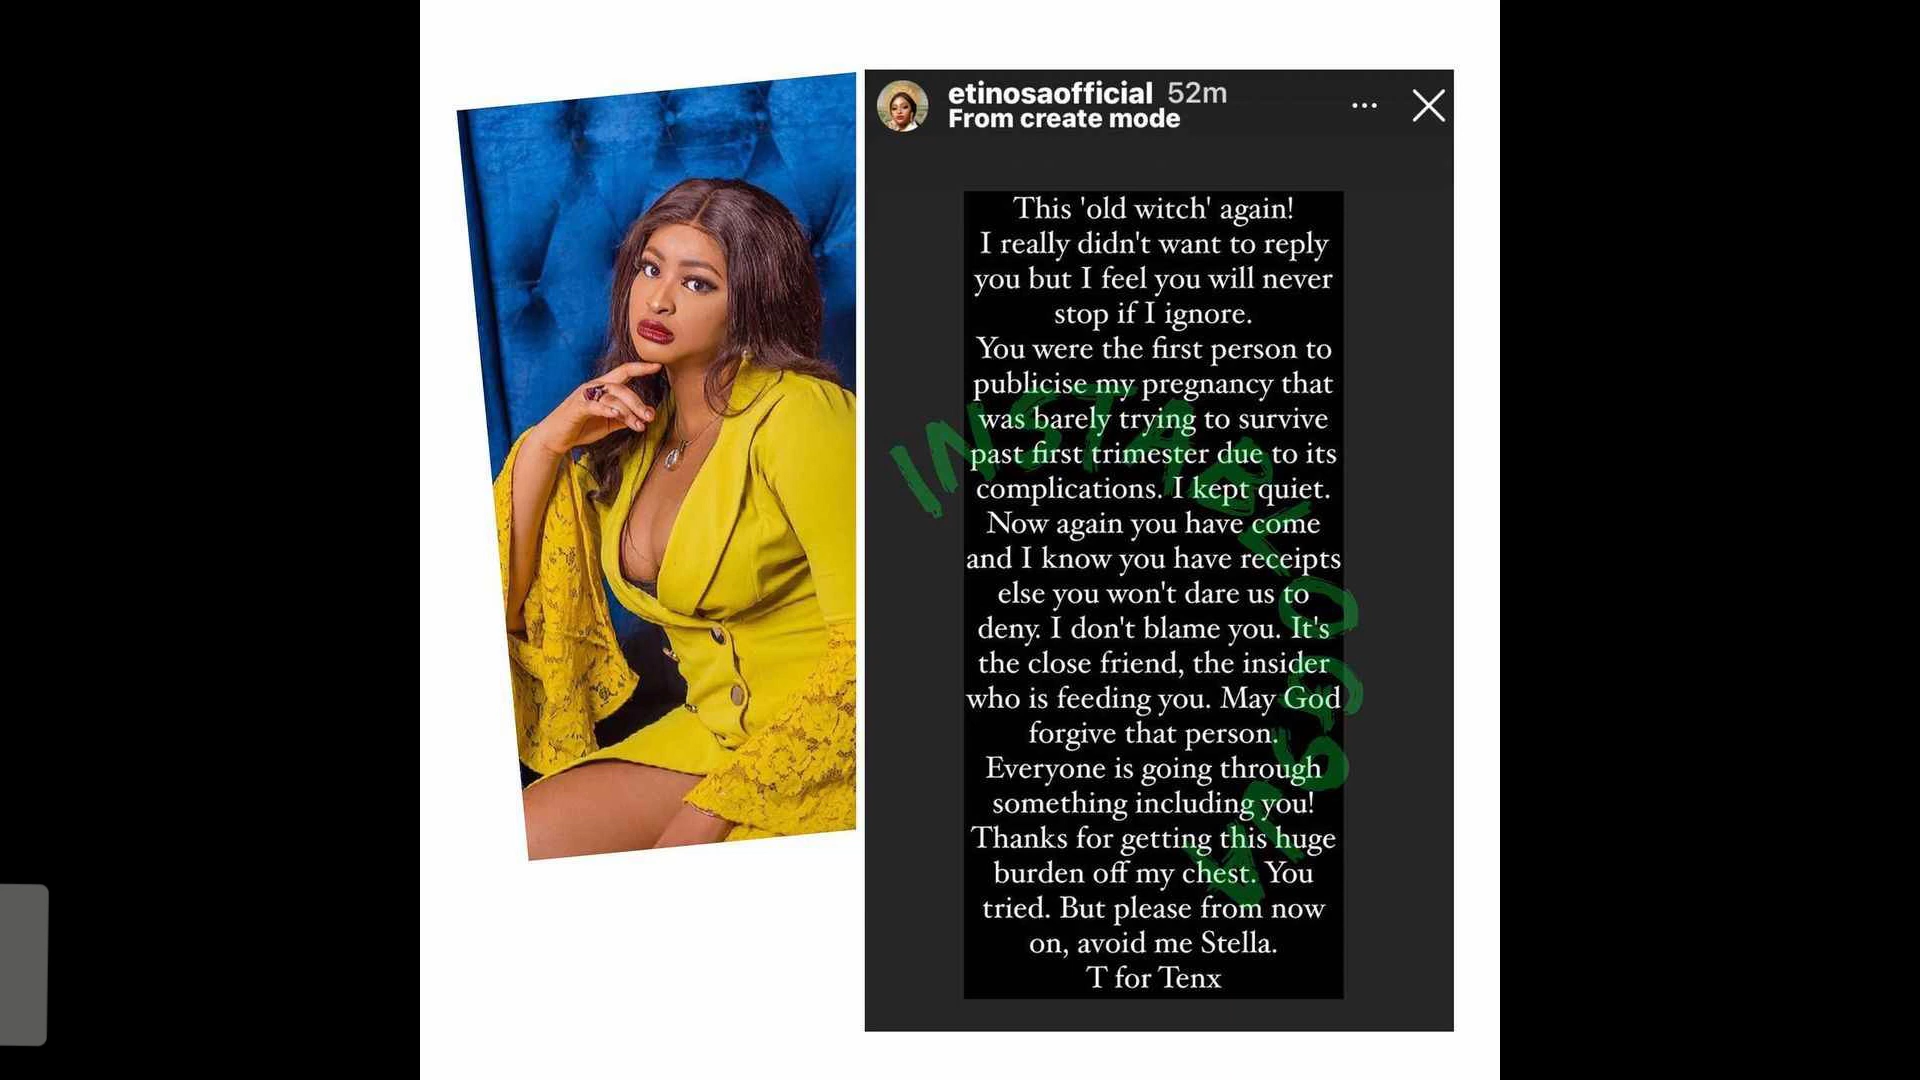 etinosaofficial 52m
From create mode
This 'old witch' again!
I really didn't want to reply
you but I feel you will never
stop if I ignore.
You were the first person to
publicise my pregnancy that
was barely trying to survive
past first trimester due to its
complications. I kept quiet.
Now again you have come
and I know you have receipts
else you won't dare us to
deny. I don't blame you. It's
the close friend, the insider
who is feeding you. May God
forgive that person.
Everyone is going through
something including you!
Thanks for getting this huge
burden off my chest. You
tried. But please from now
on, avoid me Stella.
T for Tenx
INSTABLOG9JA